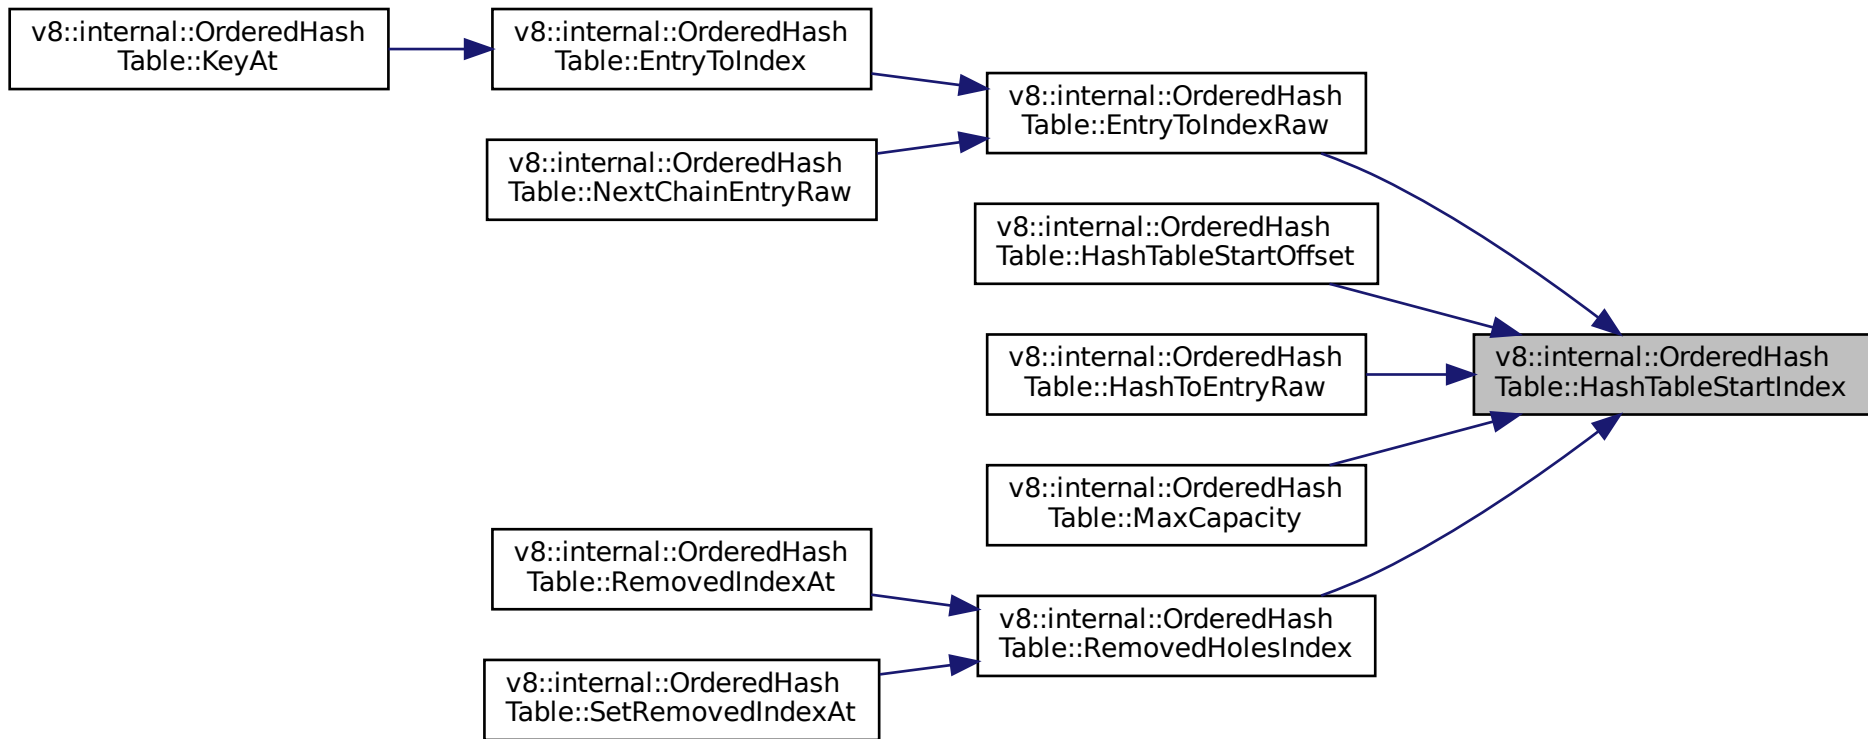 v8::internal::OrderedHash
Table::KeyAt
v8::internal::OrderedHash
Table::EntryToIndex
v8::internal::OrderedHash
Table::EntryToIndexRaw
v8::internal::OrderedHash
Table::NextChainEntryRaw
v8::internal::OrderedHash
Table::HashTableStartOffset
v8::internal::OrderedHash
Table::HashToEntryRaw
v8::internal::OrderedHash
Table::HashTableStartIndex
v8::internal::OrderedHash
Table::MaxCapacity
v8::internal::OrderedHash
Table::RemovedIndexAt
v8::internal::OrderedHash
Table::RemovedHolesIndex
v8::internal::OrderedHash
Table::SetRemovedIndexAt